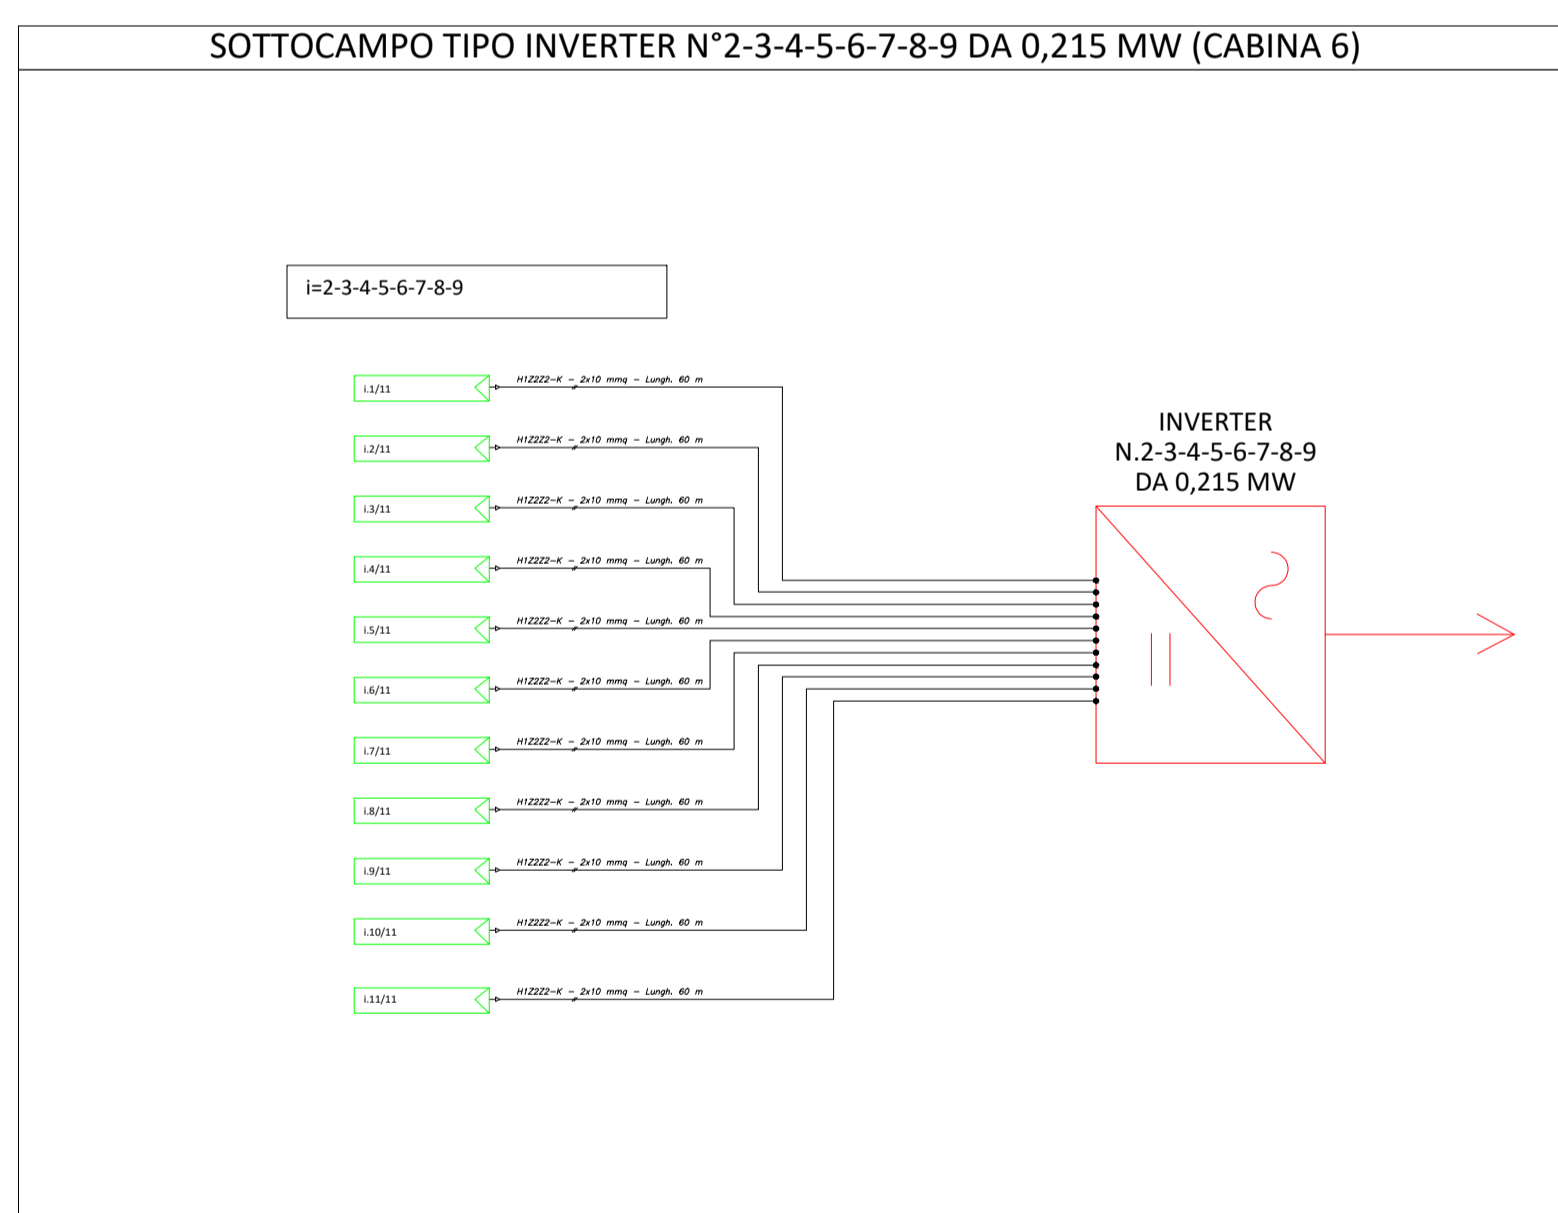 SOTTOCAMPO TIPO INVERTER N°2-3-4-5-6-7-8-9 DA 0,215 MW (CABINA 6)
i=2-3-4-5-6-7-8-9
i.1/11
H1Z2Z2-K - 2x10 mmq - Lungh. 60 m
i.2/11
H1Z2Z2-K - 2x10 mmq - Lungh. 60 m
i.3/11
H1Z2Z2-K - 2x10 mmq - Lungh. 60 m
i.4/11
H1Z2Z2-K - 2x10 mmq - Lungh. 60 m
i.5/11
H1Z2Z2-K - 2x10 mmq - Lungh. 60 m
i.6/11
H1Z2Z2-K - 2x10 mmq - Lungh. 60 m
i.7/11
H1Z2Z2-K - 2x10 mmq - Lungh. 60 m
i.8/11
H1Z2Z2-K - 2x10 mmq - Lungh. 60 m
i.9/11
H1Z2Z2-K - 2x10 mmq - Lungh. 60 m
i.10/11
H1Z2Z2-K - 2x10 mmq - Lungh. 60 m
i.11/11
H1Z2Z2-K - 2x10 mmq - Lungh. 60 m
INVERTER
N.2-3-4-5-6-7-8-9
DA 0,215 MW